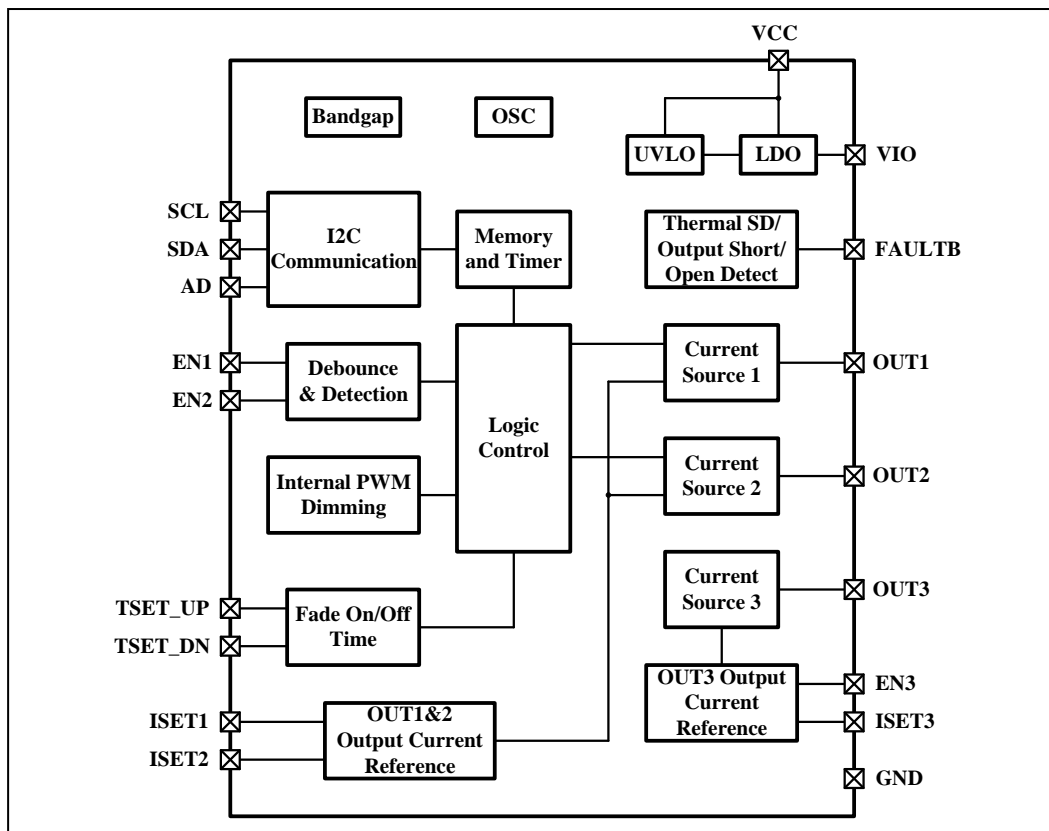 VCC
Bandgap
OSC
UVLO
LDO
VIO
SCL
SDA
AD
I2C
Communication
Memory
and Timer
Thermal SD/
Output Short/
Open Detect
FAULTB
EN1
EN2
Debounce
& Detection
Logic
Control
Current
Source 1
OUT1
Internal PWM
Dimming
Current
Source 2
OUT2
TSET_UP
TSET_DN
Fade On/Off
Time
Current
Source 3
OUT3
ISET1
ISET2
OUT1&2
Output Current
Reference
OUT3 Output
Current
Reference
EN3
ISET3
GND